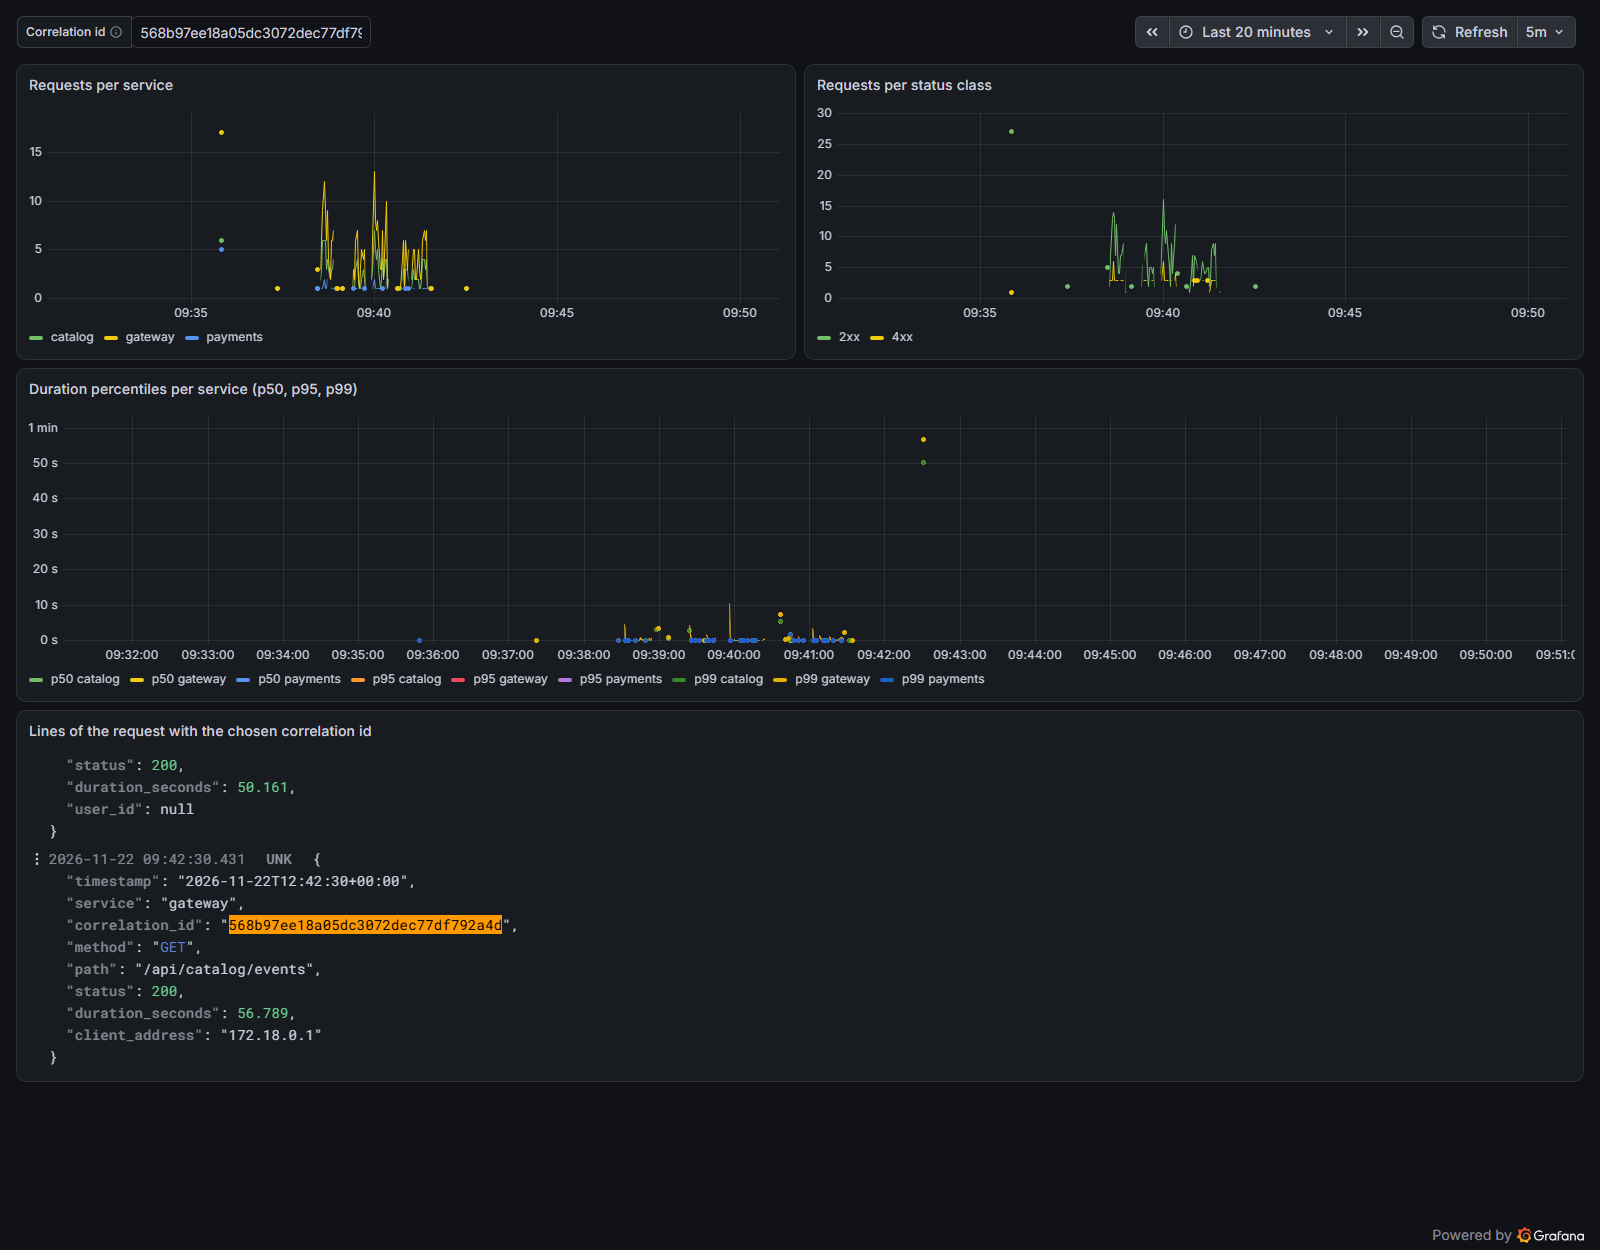 Correlation id 568b97ee18a05dc3072dec77df79
Last 20 minutes
Refresh 5m
Requests per service
15
10
5
0
09:35 09:40 09:45 09:50
catalog gateway payments
Requests per status class
30
25
20
15
10
5
0
09:35 09:40 09:45 09:50
2xx 4xx
Duration percentiles per service (p50, p95, p99)
1 min
50 s
40 s
30 s
20 s
10 s
0 s
09:32:00 09:33:00 09:34:00 09:35:00 09:36:00 09:37:00 09:38:00 09:39:00 09:40:00 09:41:00 09:42:00 09:43:00 09:44:00 09:45:00 09:46:00 09:47:00 09:48:00 09:49:00 09:50:00 09:51:0
p50 catalog p50 gateway p50 payments p95 catalog p95 gateway p95 payments p99 catalog p99 gateway p99 payments
Lines of the request with the chosen correlation id
"status": 200,
"duration_seconds": 50.161,
"user_id": null
}
2026-11-22 09:42:30.431 UNK {
"timestamp": "2026-11-22T12:42:30+00:00",
"service": "gateway",
"correlation_id": "568b97ee18a05dc3072dec77df792a4d",
"method": "GET",
"path": "/api/catalog/events",
"status": 200,
"duration_seconds": 56.789,
"client_address": "172.18.0.1"
}
Powered by Grafana